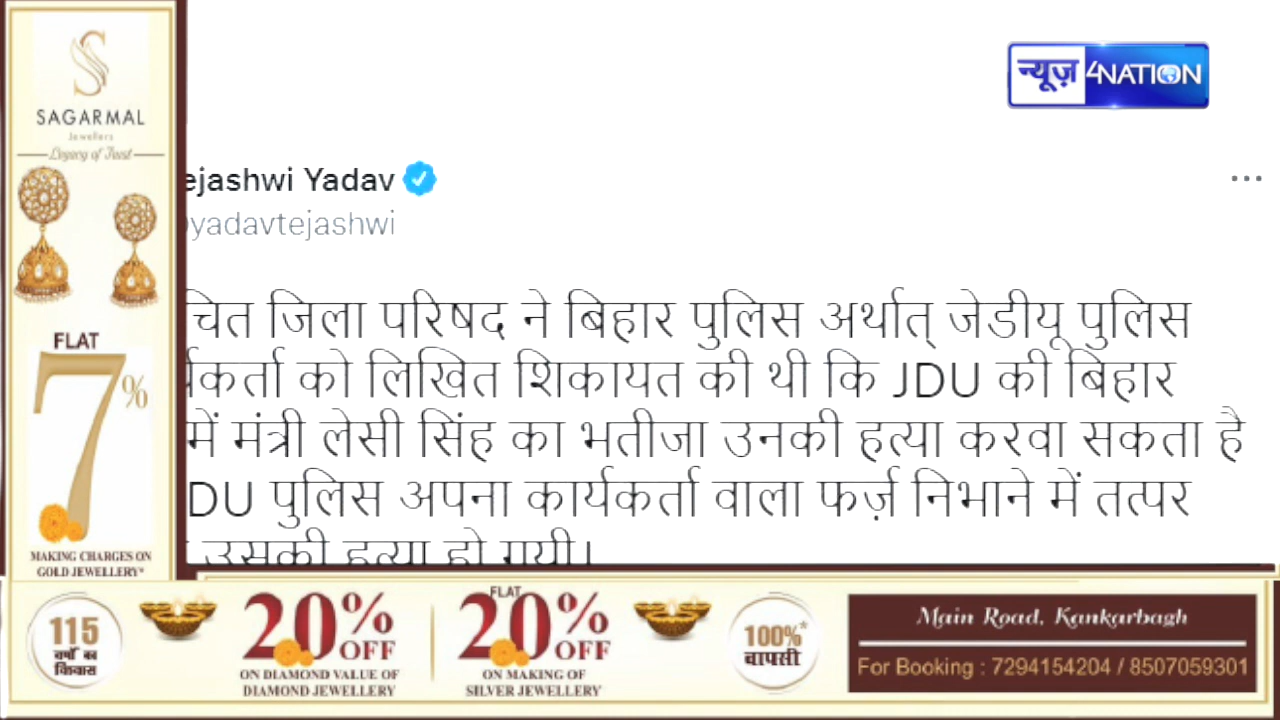 SAGARMAL
Jewellers
Legacy of Trust
FLAT
7%
MAKING CHARGES ON
GOLD JEWELLERY*
न्यूज़ 4NATION
ejashwi Yadav
yadavtejashwi
चित जिला परिषद ने बिहार पुलिस अर्थात् जेडीयू पुलिस
र्यकर्ता को लिखित शिकायत की थी कि JDU की बिहार
में मंत्री लेसी सिंह का भतीजा उनकी हत्या करवा सकता है
DU पुलिस अपना कार्यकर्ता वाला फर्ज़ निभाने में तत्पर
उसकी हत्या हो गयी।
115
वर्षों का
विश्वास
20% OFF
ON DIAMOND VALUE OF
DIAMOND JEWELLERY
FLAT
20% OFF
ON MAKING OF
SILVER JEWELLERY
100%*
वापसी
Main Road, Kankarbagh
For Booking : 7294154204 / 8507059301